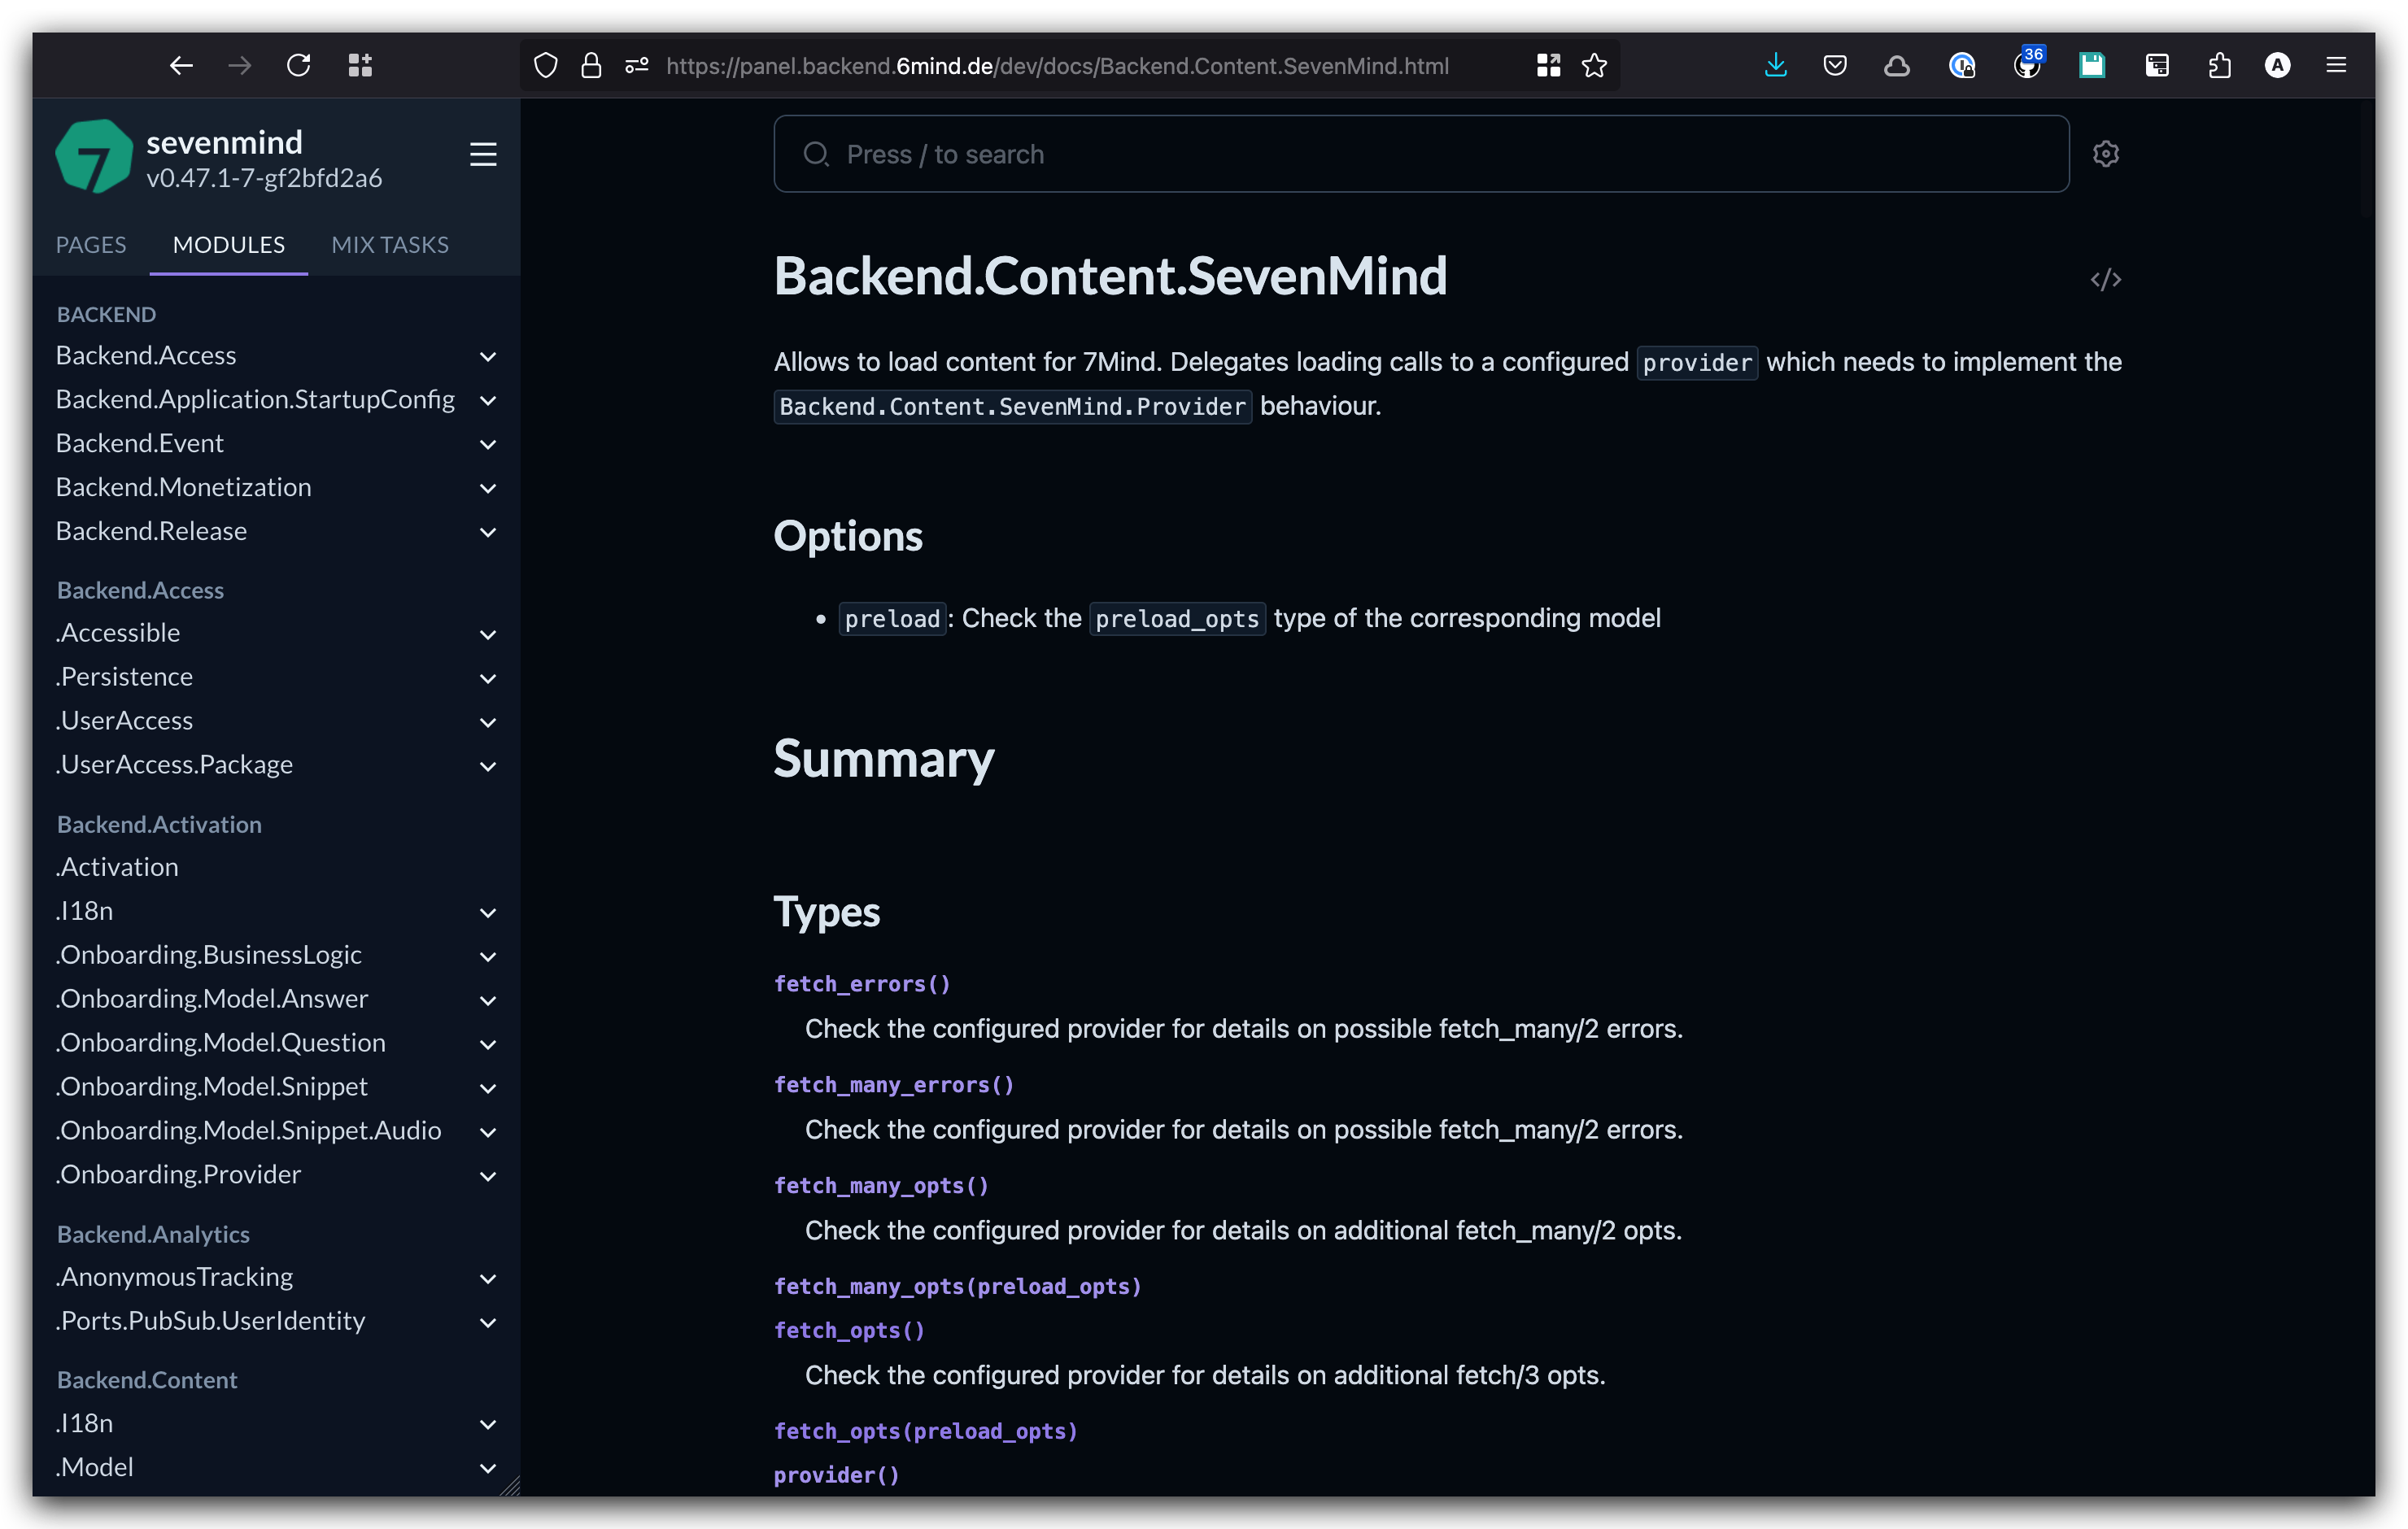 https://panel.backend.6mind.de/dev/docs/Backend.Content.SevenMind.html
36
A
7
sevenmind
v0.47.1-7-gf2bfd2a6
PAGES MODULES MIX TASKS
BACKEND
Backend.Access
Backend.Application.StartupConfig
Backend.Event
Backend.Monetization
Backend.Release
Backend.Access
.Accessible
.Persistence
.UserAccess
.UserAccess.Package
Backend.Activation
.Activation
.I18n
.Onboarding.BusinessLogic
.Onboarding.Model.Answer
.Onboarding.Model.Question
.Onboarding.Model.Snippet
.Onboarding.Model.Snippet.Audio
.Onboarding.Provider
Backend.Analytics
.AnonymousTracking
.Ports.PubSub.UserIdentity
Backend.Content
.I18n
.Model
Press / to search
Backend.Content.SevenMind
</>
Allows to load content for 7Mind. Delegates loading calls to a configured provider which needs to implement the
Backend.Content.SevenMind.Provider behaviour.
Options
• preload: Check the preload_opts type of the corresponding model
Summary
Types
fetch_errors()
Check the configured provider for details on possible fetch_many/2 errors.
fetch_many_errors()
Check the configured provider for details on possible fetch_many/2 errors.
fetch_many_opts()
Check the configured provider for details on additional fetch_many/2 opts.
fetch_many_opts(preload_opts)
fetch_opts()
Check the configured provider for details on additional fetch/3 opts.
fetch_opts(preload_opts)
provider()